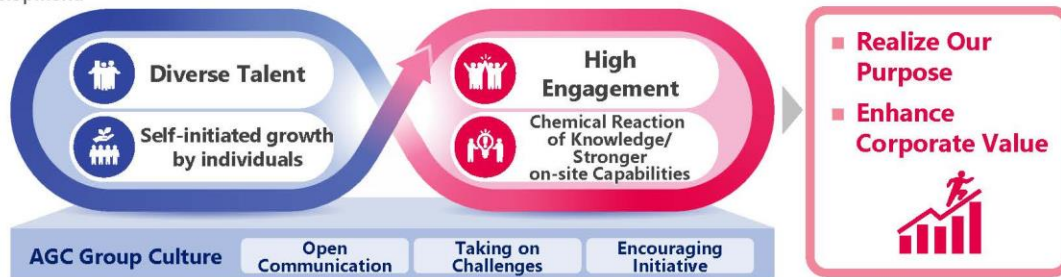 Diverse Talent
Self-initiated growth
by individuals
High
Engagement
Chemical Reaction
of Knowledge/
Stronger
on-site Capabilities
Realize Our
Purpose
Enhance
Corporate Value
AGC Group Culture
Open
Communication
Taking on
Challenges
Encouraging
Initiative